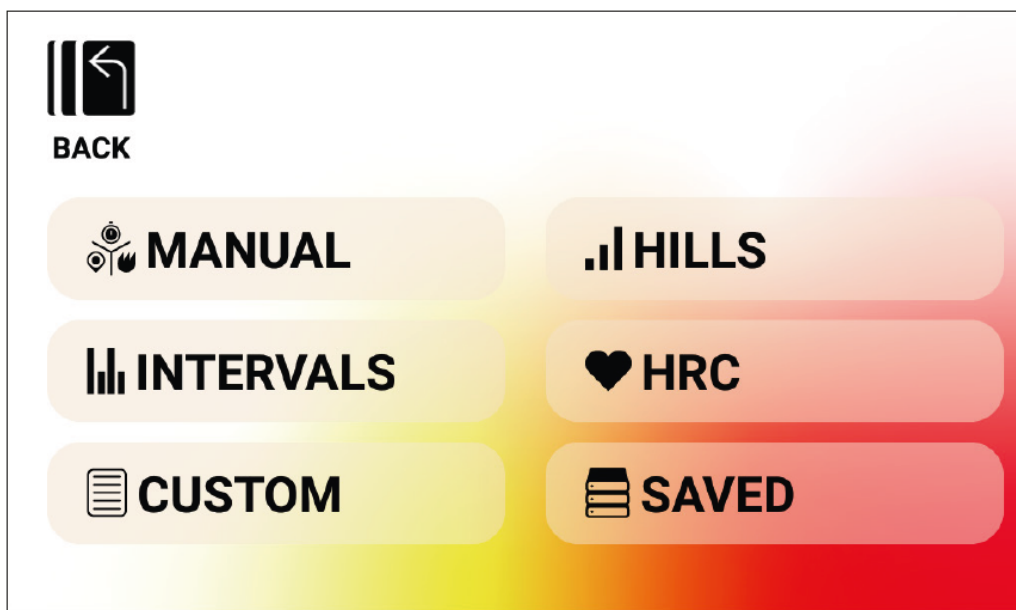 BACK
MANUAL
HILLS
INTERVALS
HRC
CUSTOM
SAVED